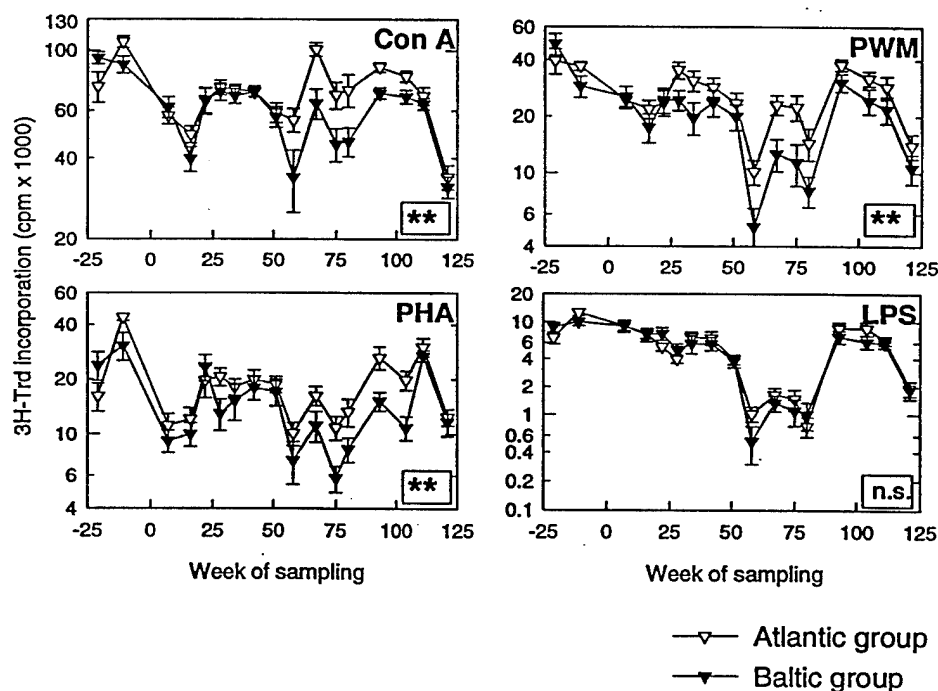 130
100
60
40
20
Con A
**
-25 0 25 50 75 100 125
60
40
20
10
6
4
PWM
**
-25 0 25 50 75 100 125
3H-Trd incorporation (cpm x 1000)
60
40
20
10
6
4
PHA
**
-25 0 25 50 75 100 125
Week of sampling
20
10
6
4
2
1
0.6
0.4
0.2
0.1
LPS
n.s.
-25 0 25 50 75 100 125
Week of sampling
Atlantic group
Baltic group